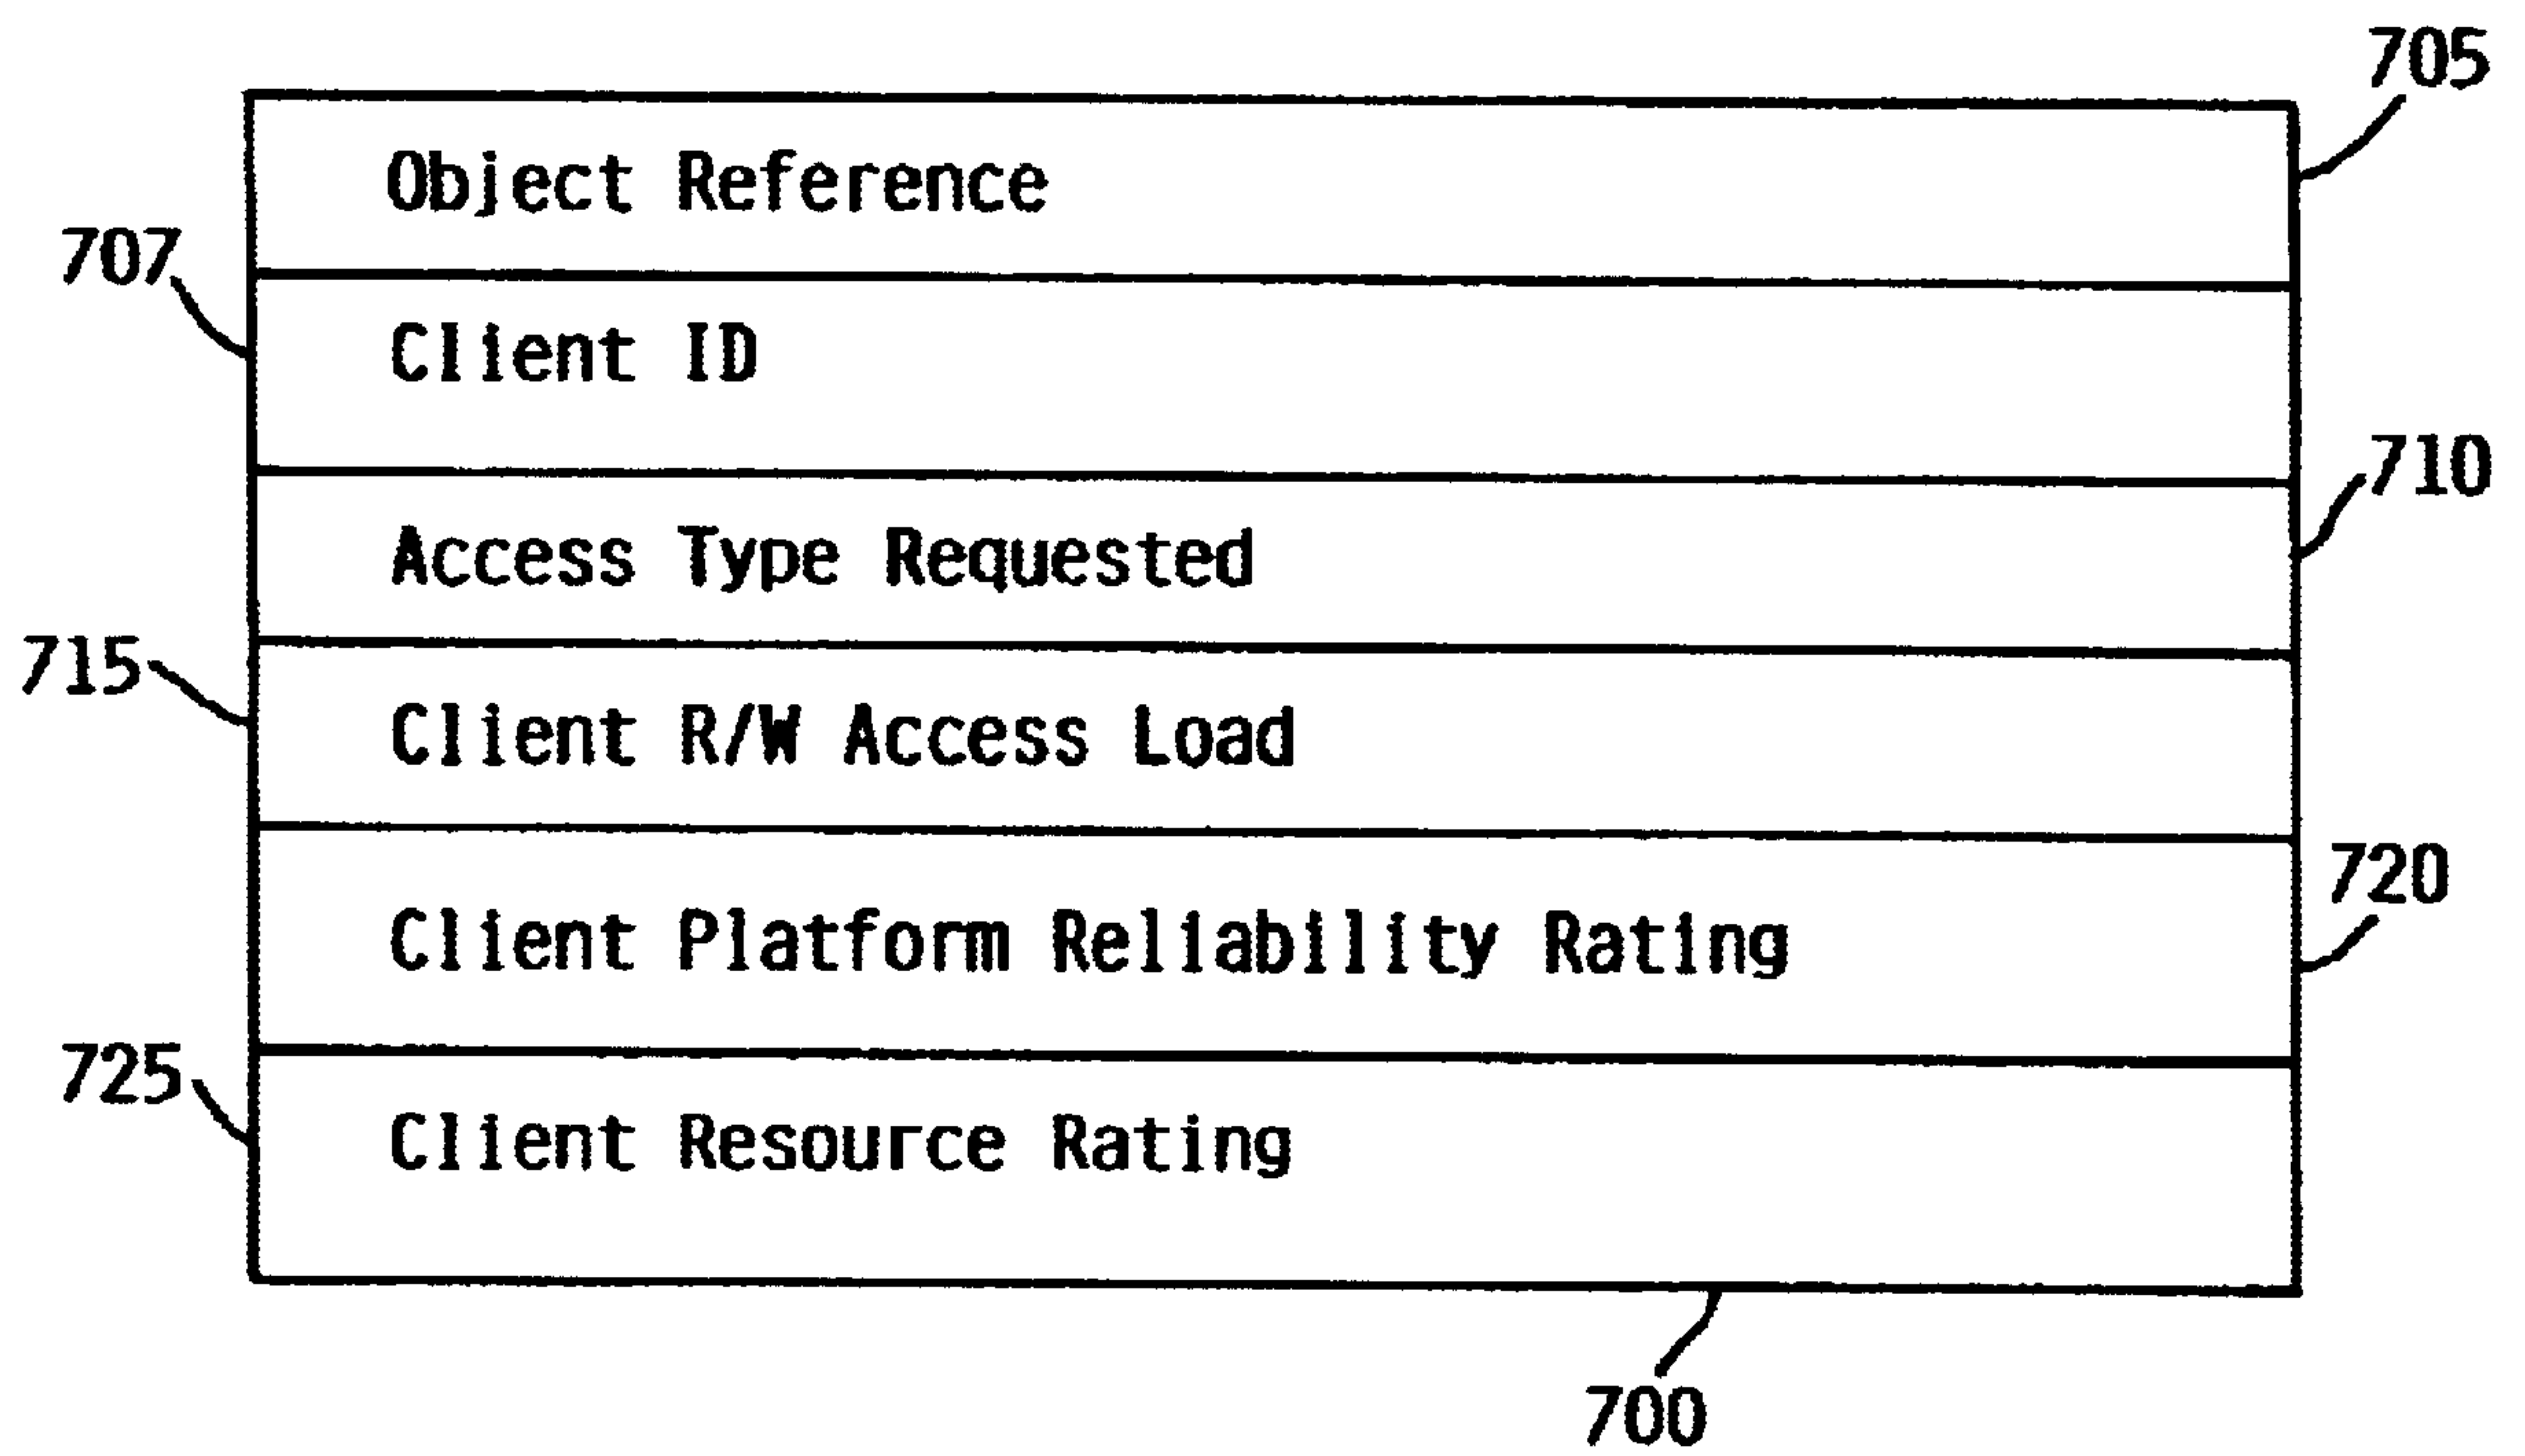 705
Object Reference
707
Client ID
710
Access Type Requested
715
Client R/W Access Load
720
Client Platform Reliability Rating
725
Client Resource Rating
700